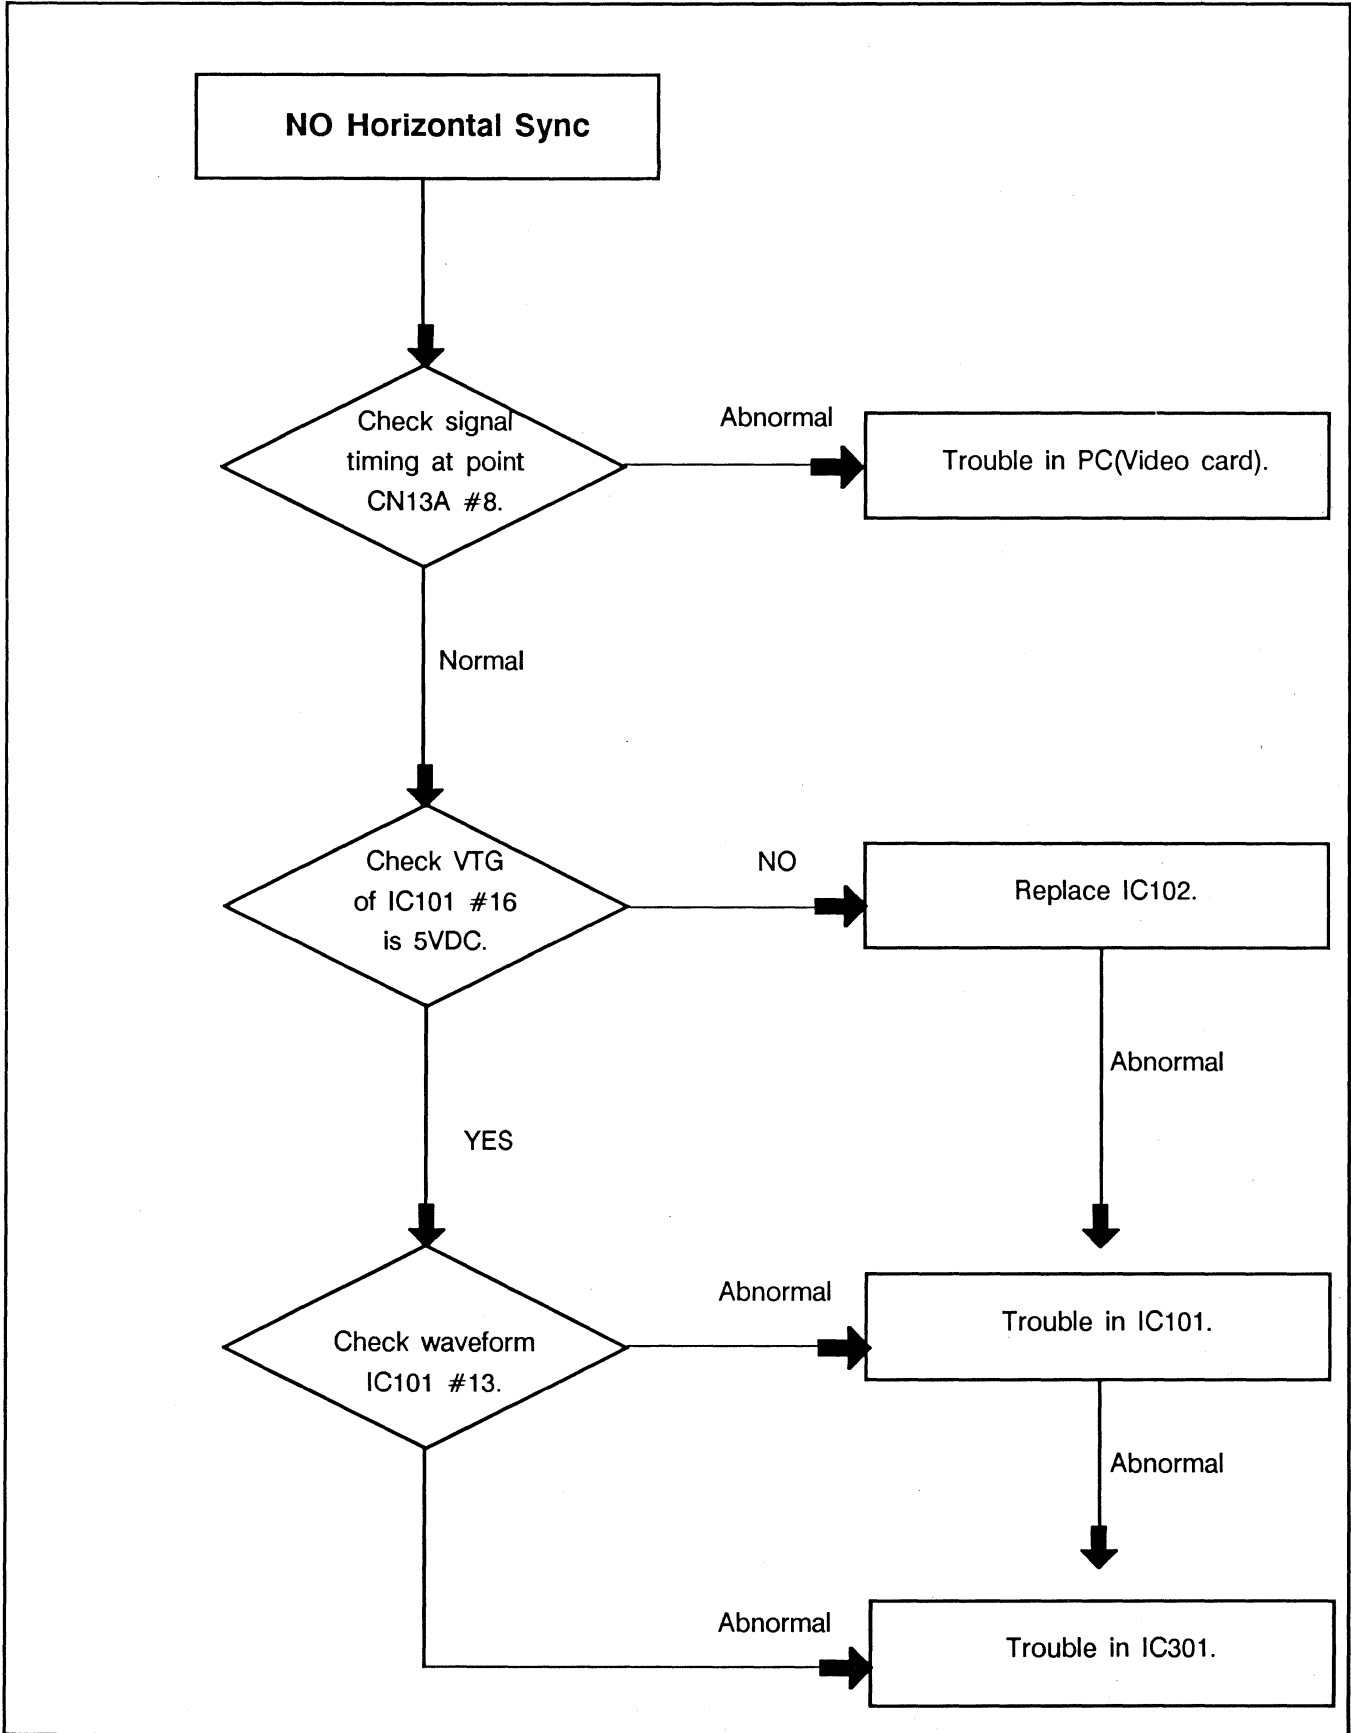 NO Horizontal Sync
Check signal
timing at point
CN13A #8.
Abnormal
Trouble in PC(Video card).
Normal
Check VTG
of IC101 #16
is 5VDC.
NO
Replace IC102.
Abnormal
YES
Check waveform
IC101 #13.
Abnormal
Trouble in IC101.
Abnormal
Abnormal
Trouble in IC301.